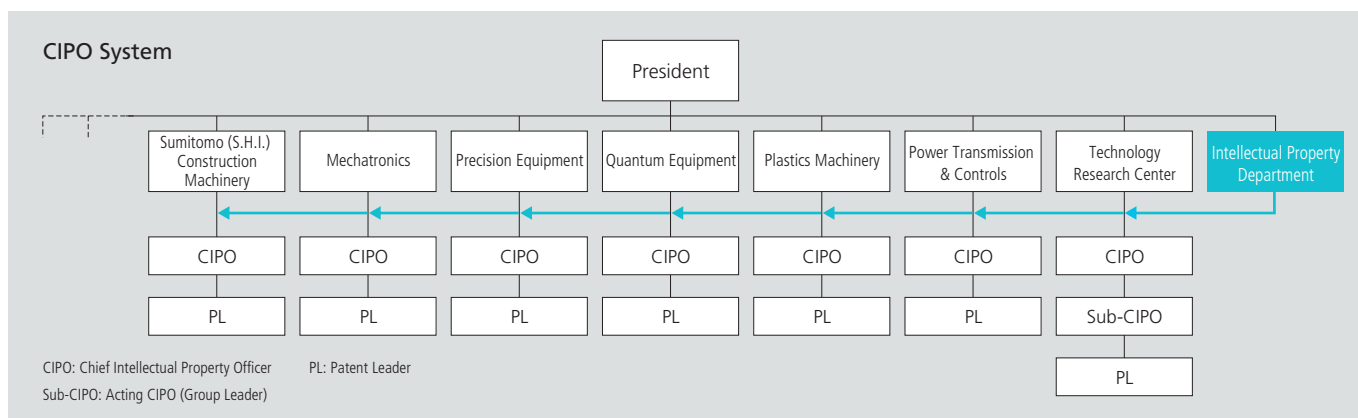 CIPO System
President
Sumitomo (S.H.I.)
Construction
Machinery
Mechatronics
Precision Equipment
Quantum Equipment
Plastics Machinery
Power Transmission
& Controls
Technology
Research Center
Intellectual Property
Department
CIPO
CIPO
CIPO
CIPO
CIPO
CIPO
CIPO
PL
PL
PL
PL
PL
PL
Sub-CIPO
PL
CIPO: Chief Intellectual Property Officer
PL: Patent Leader
Sub-CIPO: Acting CIPO (Group Leader)